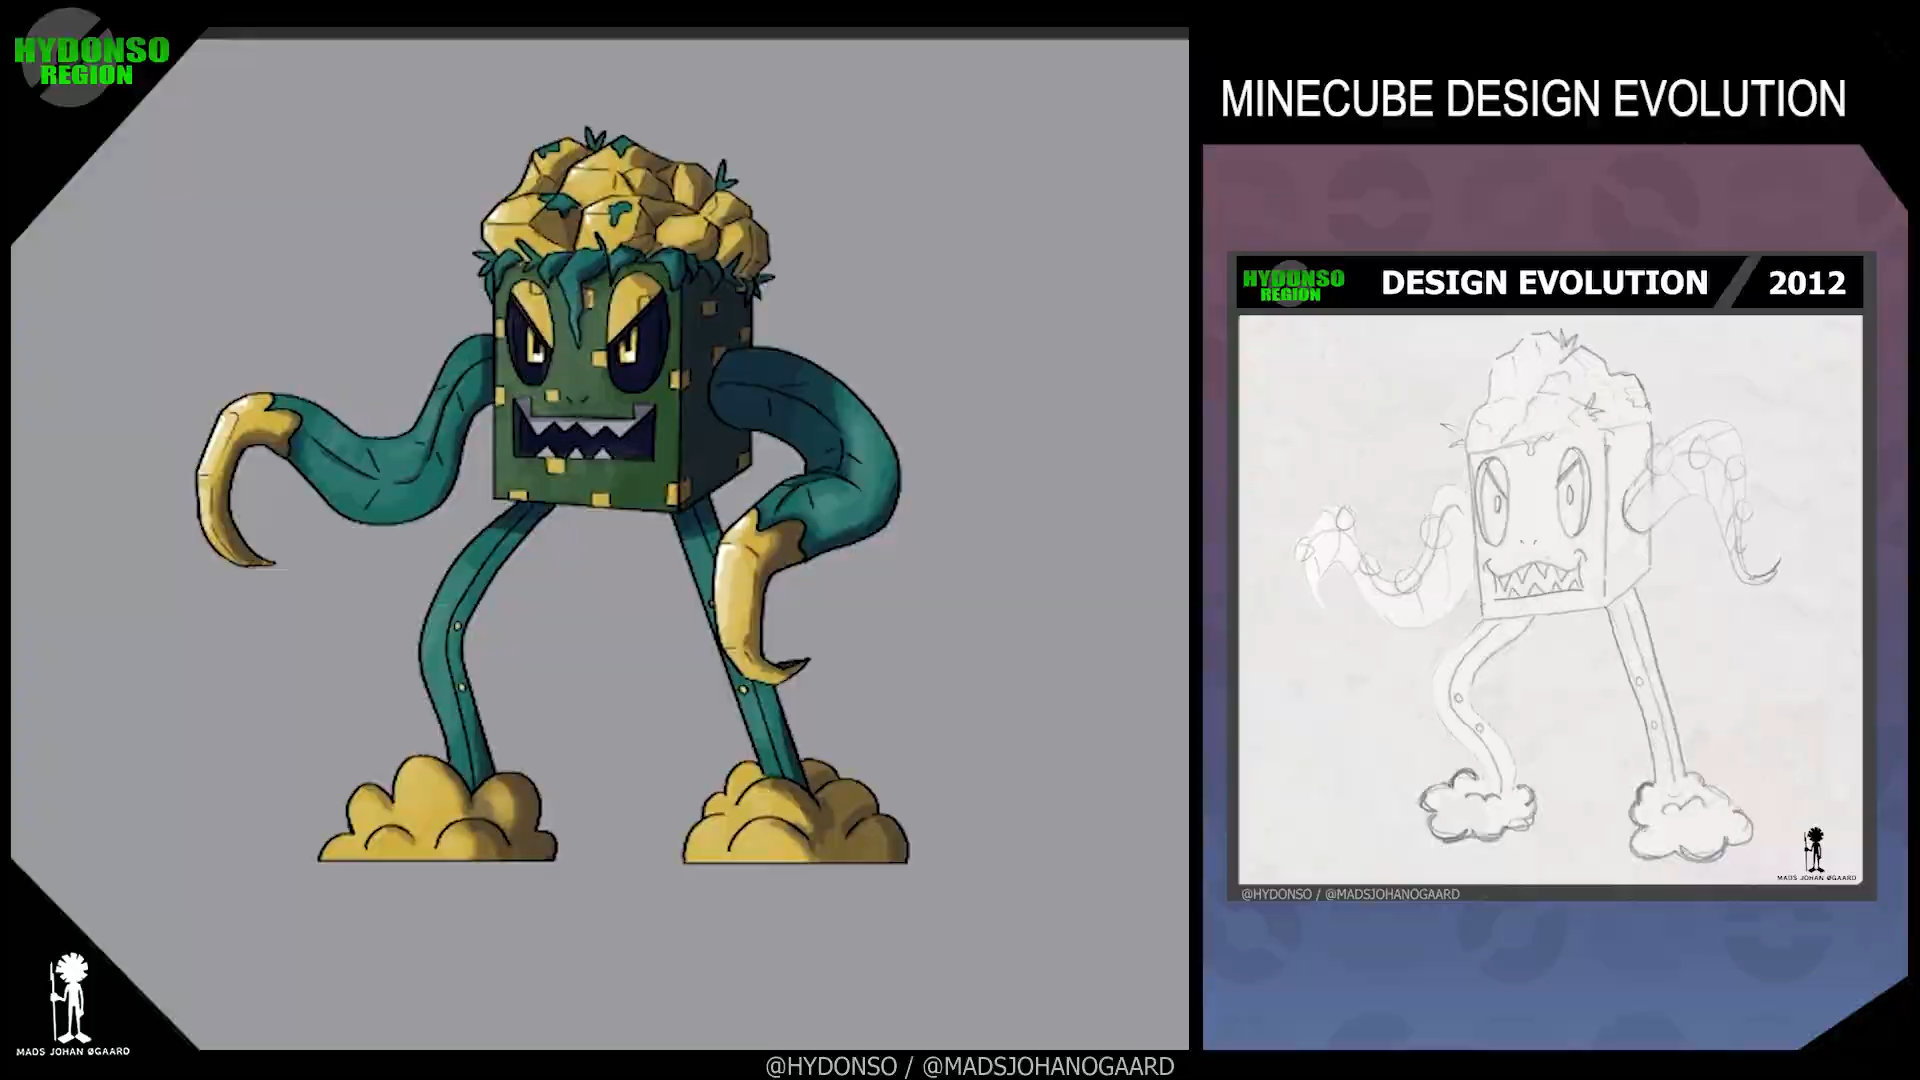 HYDONSO
REGION
MINECUBE DESIGN EVOLUTION
HYDONSO
REGION
DESIGN EVOLUTION
2012
MADS JOHAN ØGAARD
@HYDONSO / @MADSJOHANOGAARD
MADS JOHAN ØGAARD
@HYDONSO / @MADSJOHANOGAARD